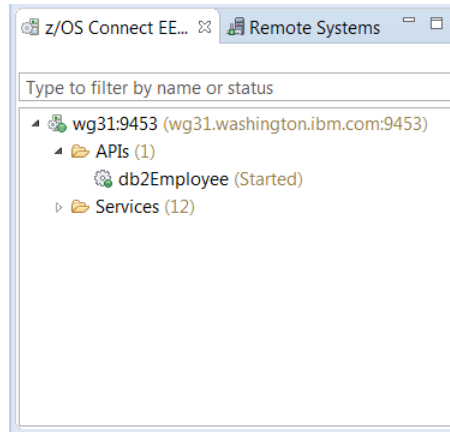 z/OS Connect EE... Remote Systems
Type to filter by name or status
wg31:9453 (wg31.washington.ibm.com:9453)
APIs (1)
db2Employee (Started)
Services (12)